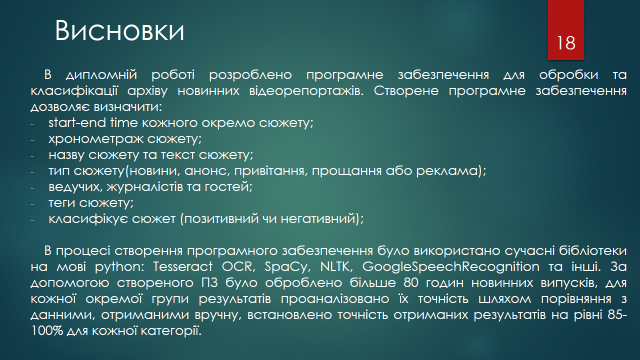 Висновки
18
В дипломній роботі розроблено програмне забезпечення для обробки та
класифікації архіву новинних відеорепортажів. Створене програмне забезпечення
дозволяє визначити:
- start-end time кожного окремо сюжету;
- хронометраж сюжету;
- назву сюжету та текст сюжету;
- тип сюжету(новини, анонс, привітання, прощання або реклама);
- ведучих, журналістів та гостей;
- теги сюжету;
- класифікує сюжет (позитивний чи негативний);
В процесі створення програмного забезпечення було використано сучасні бібліотеки
на мові python: Tesseract OCR, SpaCy, NLTK, GoogleSpeechRecognition та інші. За
допомогою створеного ПЗ було оброблено більше 80 годин новинних випусків, для
кожної окремої групи результатів проаналізовано їх точність шляхом порівняння з
данними, отриманими вручну, встановлено точність отриманих результатів на рівні 85-
100% для кожної категорії.